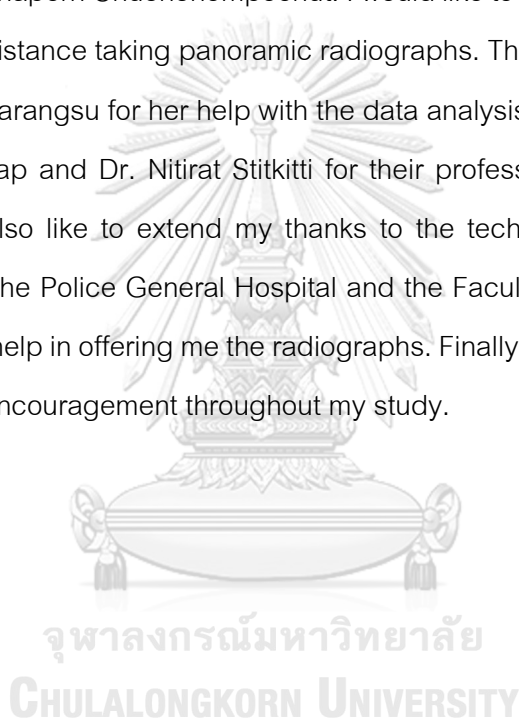 istance taking panoramic radiographs. Th
arangsu for her help with the data analysis
ap and Dr. Nitirat Stitkitti for their profess
also like to extend my thanks to the tech
he Police General Hospital and the Facul
help in offering me the radiographs. Finally
ncouragement throughout my study.
จุฬาลงกรณ์มหาวิทยาลัย
CHULALONGKORN UNIVERSITY